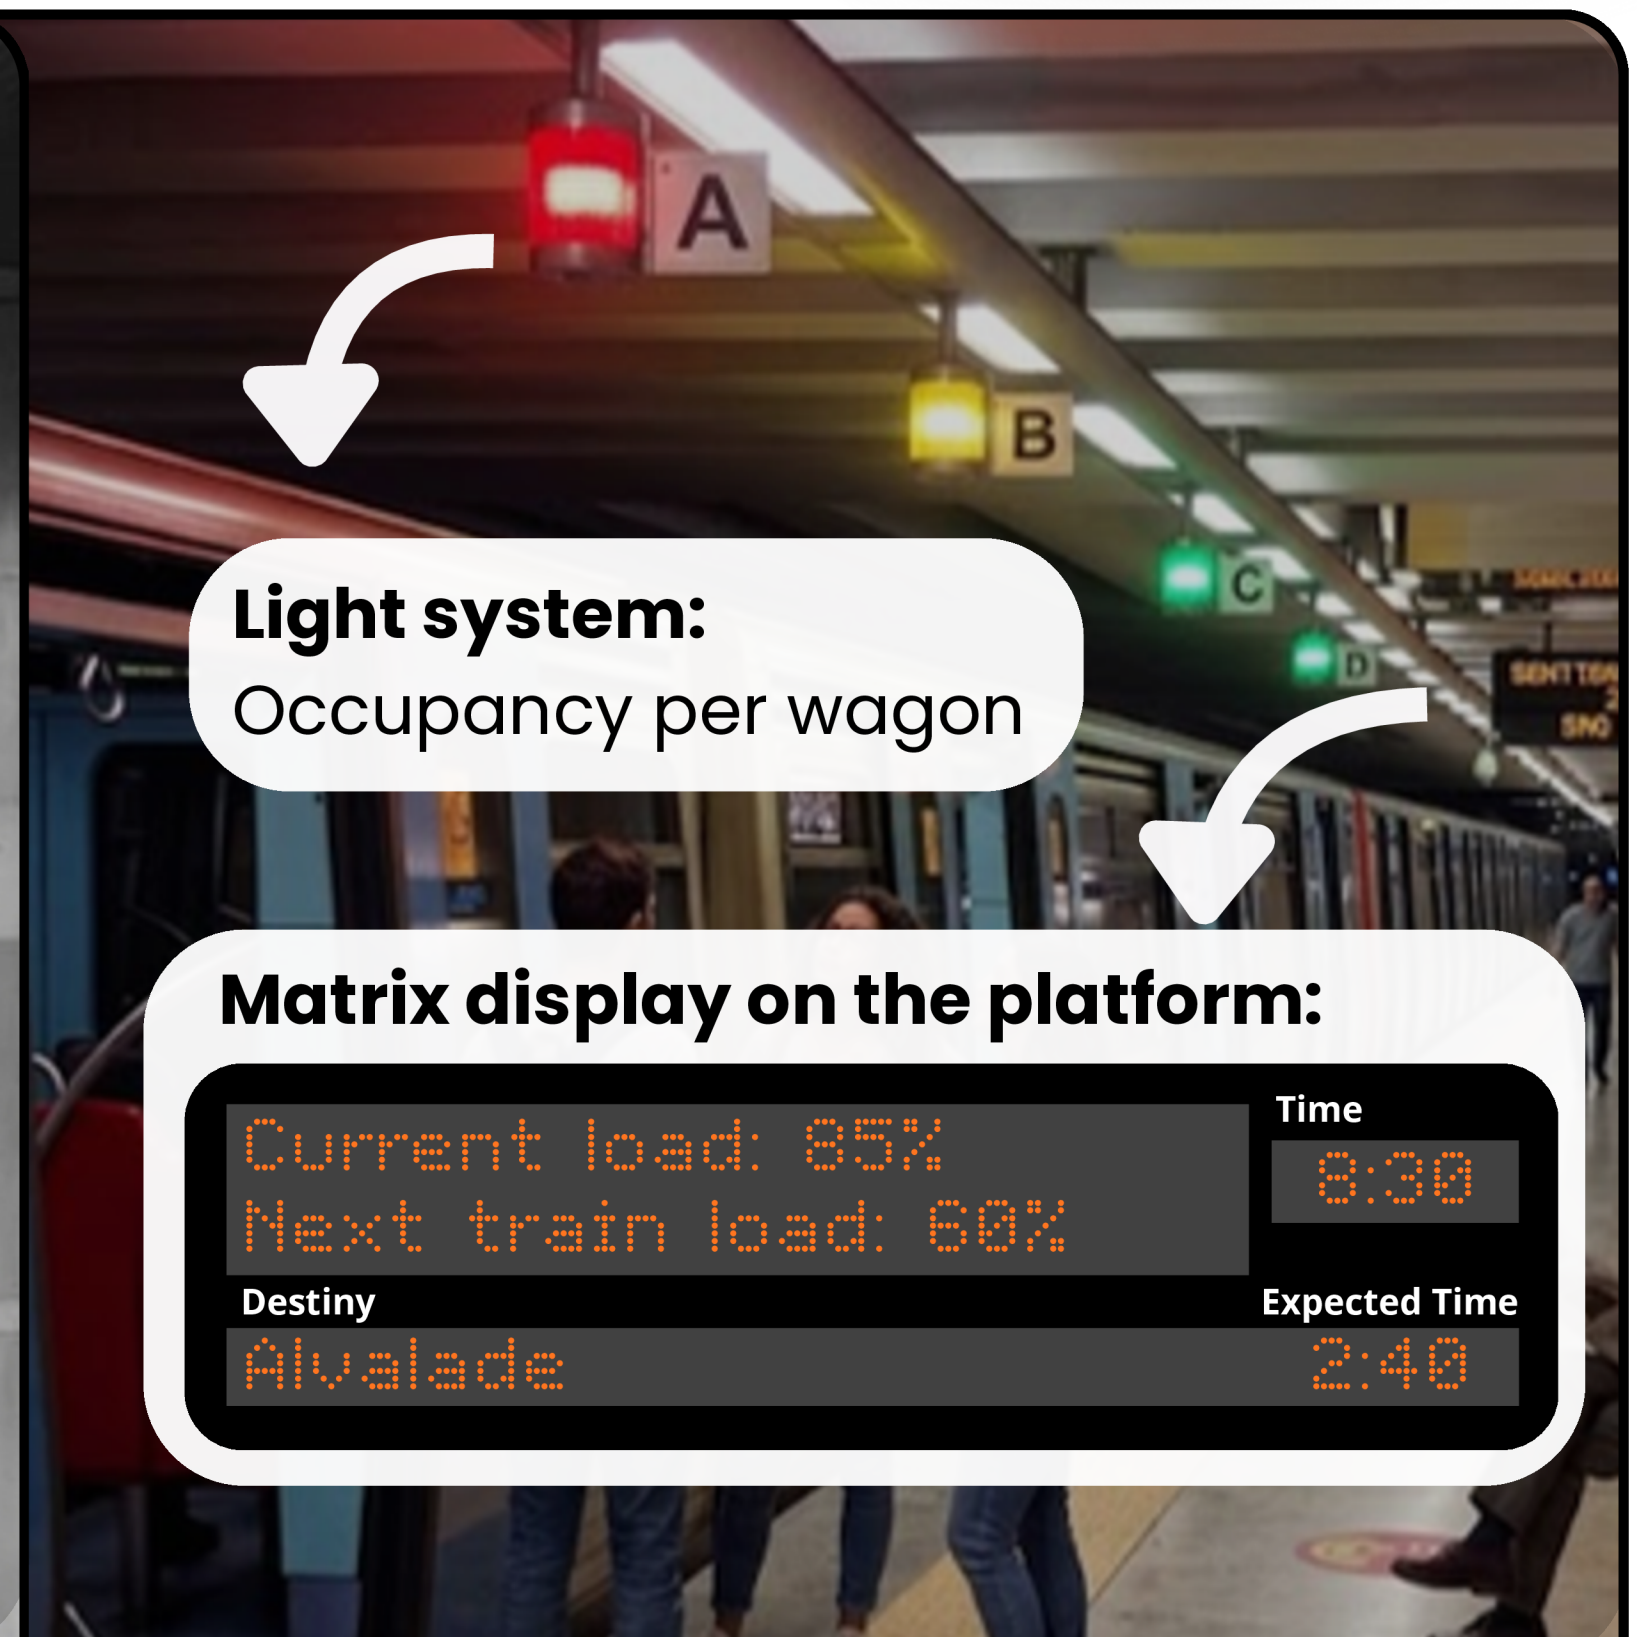 A
B
C
D
Light system:
Occupancy per wagon
Matrix display on the platform:
Current load: 85%
Next train load: 60%
Time
8:30
Destiny
Expected Time
Alvalade
2:40